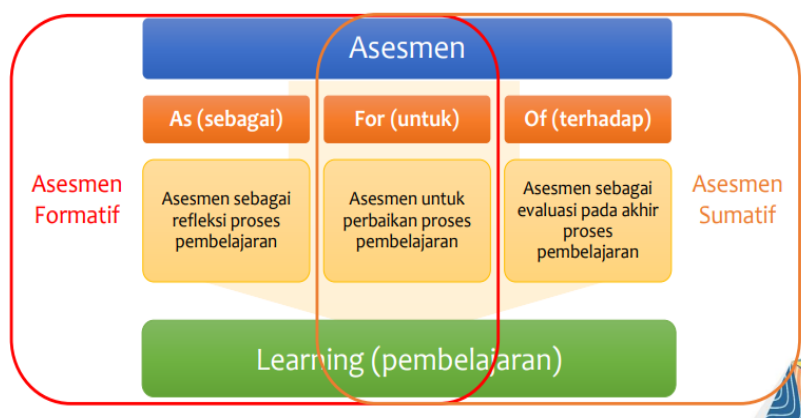 Asesmen
As (sebagai)
For (untuk)
Of (terhadap)
Asesmen
Formatif
Asesmen sebagai
refleksi proses
pembelajaran
Asesmen untuk
perbaikan proses
pembelajaran
Asesmen sebagai
evaluasi pada akhir
proses
pembelajaran
Asesmen
Sumatif
Learning (pembelajaran)